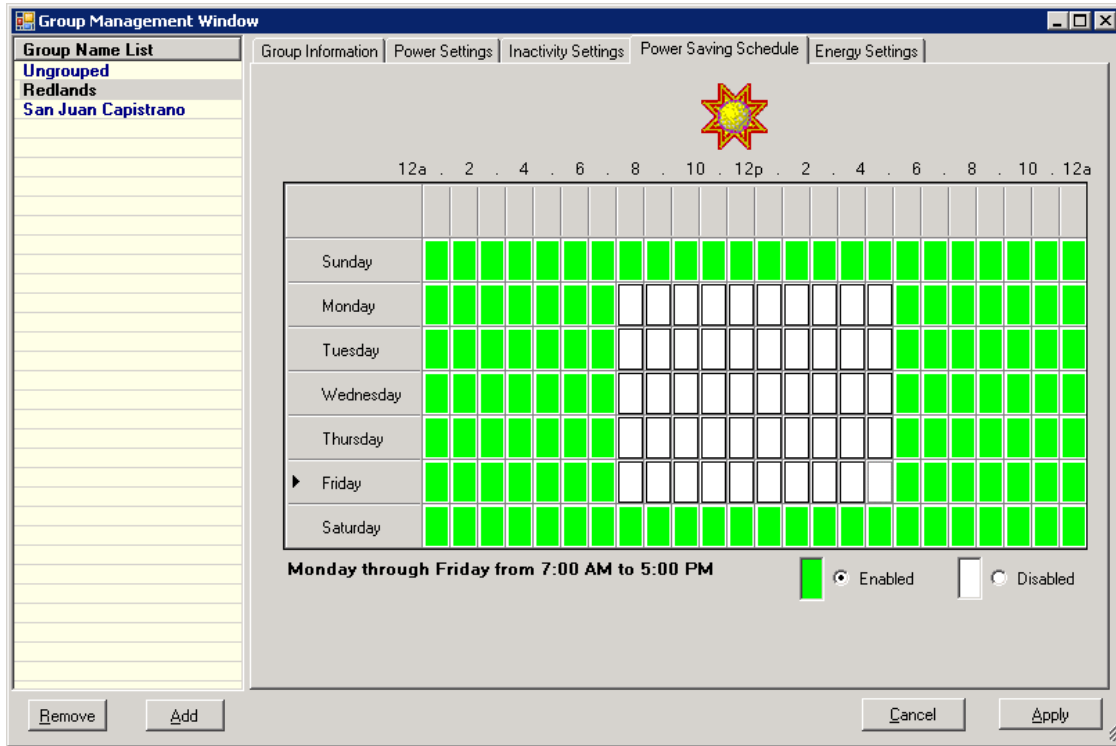 Group Management Window
Group Name List
Ungrouped
Redlands
San Juan Capistrano
Group Information Power Settings Inactivity Settings Power Saving Schedule Energy Settings
12a . 2 . 4 . 6 . 8 . 10 . 12p . 2 . 4 . 6 . 8 . 10 . 12a
Sunday
Monday
Tuesday
Wednesday
Thursday
Friday
Saturday
Monday through Friday from 7:00 AM to 5:00 PM
Enabled Disabled
Remove Add Cancel Apply